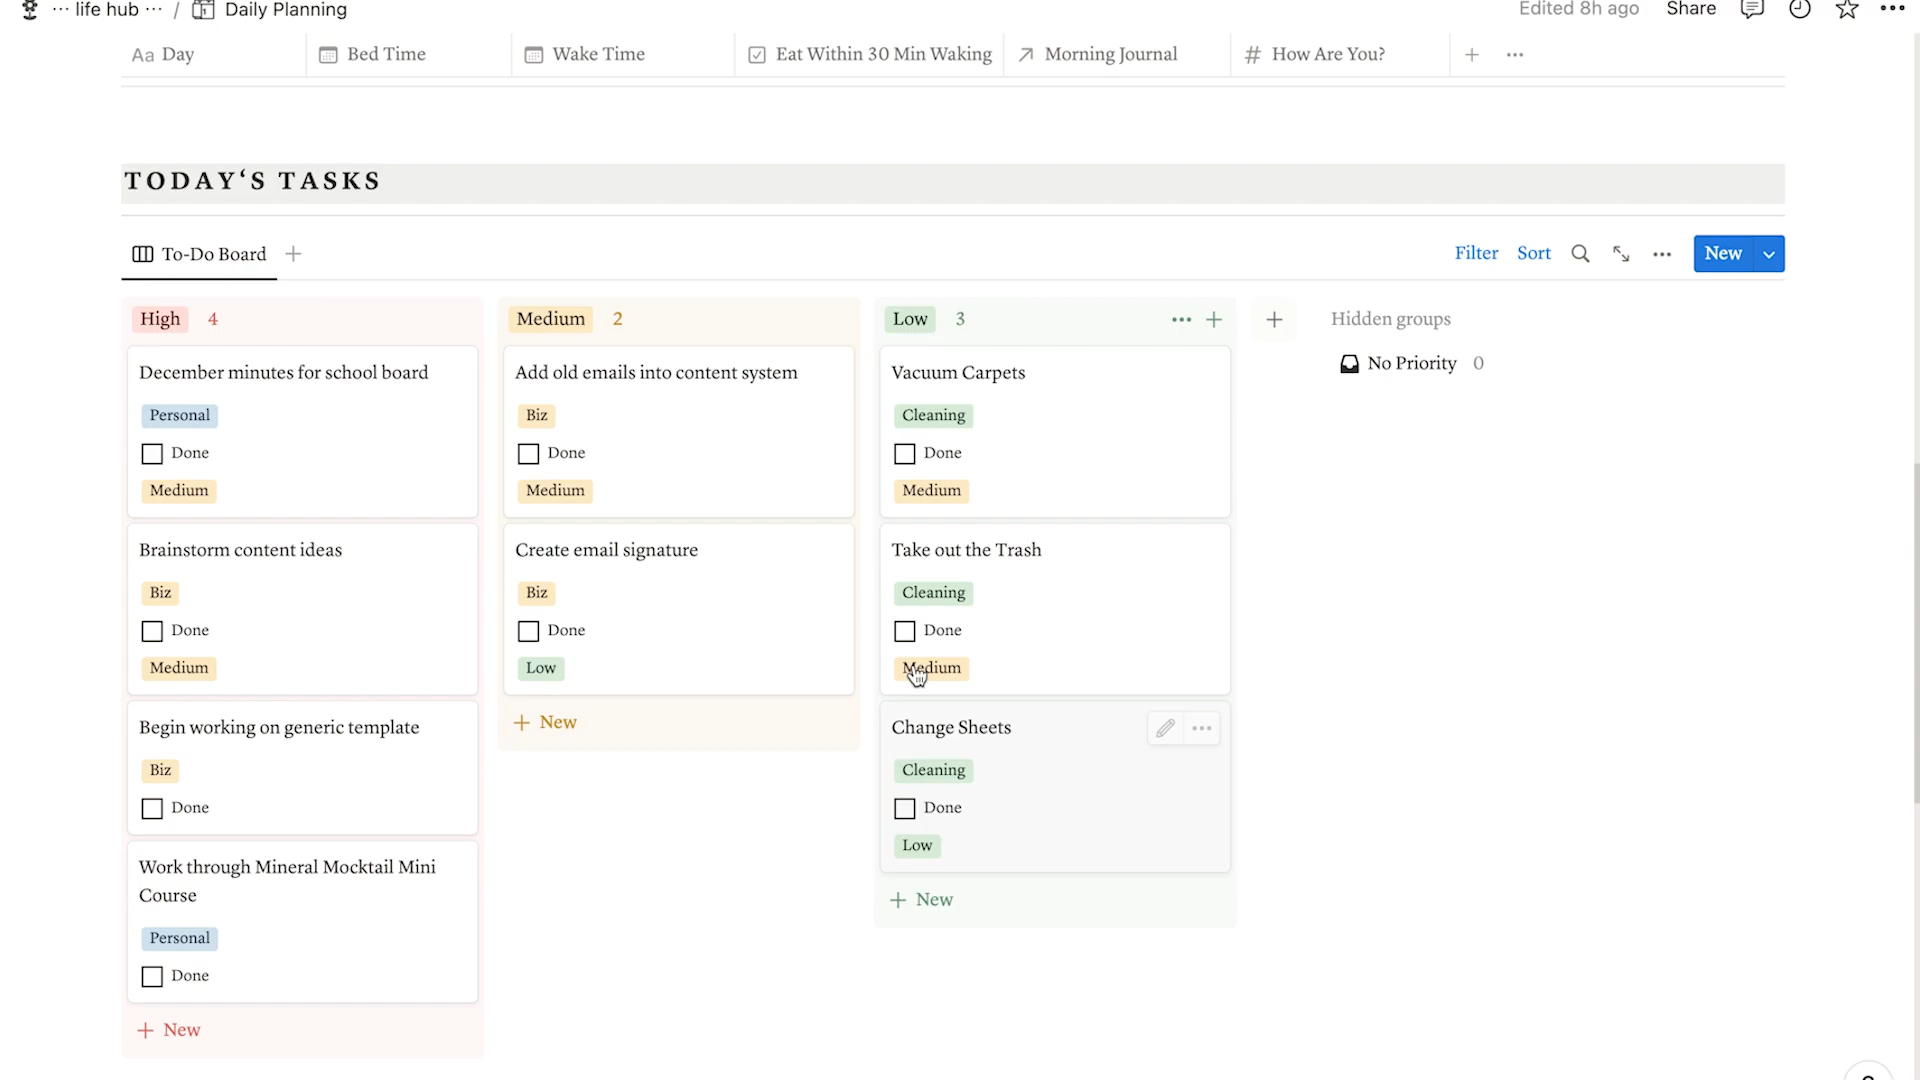 ··· life hub ··· / Daily Planning
Edited 8h ago Share
Aa Day Bed Time Wake Time Eat Within 30 Min Waking Morning Journal # How Are You? + ···
TODAY‘S TASKS
To-Do Board +
Filter Sort New
High 4
December minutes for school board
Personal
Done
Medium
Brainstorm content ideas
Biz
Done
Medium
Begin working on generic template
Biz
Done
Work through Mineral Mocktail Mini
Course
Personal
Done
+ New
Medium 2
Add old emails into content system
Biz
Done
Medium
Create email signature
Biz
Done
Low
+ New
Low 3
Vacuum Carpets
Cleaning
Done
Medium
Take out the Trash
Cleaning
Done
Medium
Change Sheets
Cleaning
Done
Low
+ New
Hidden groups
No Priority 0